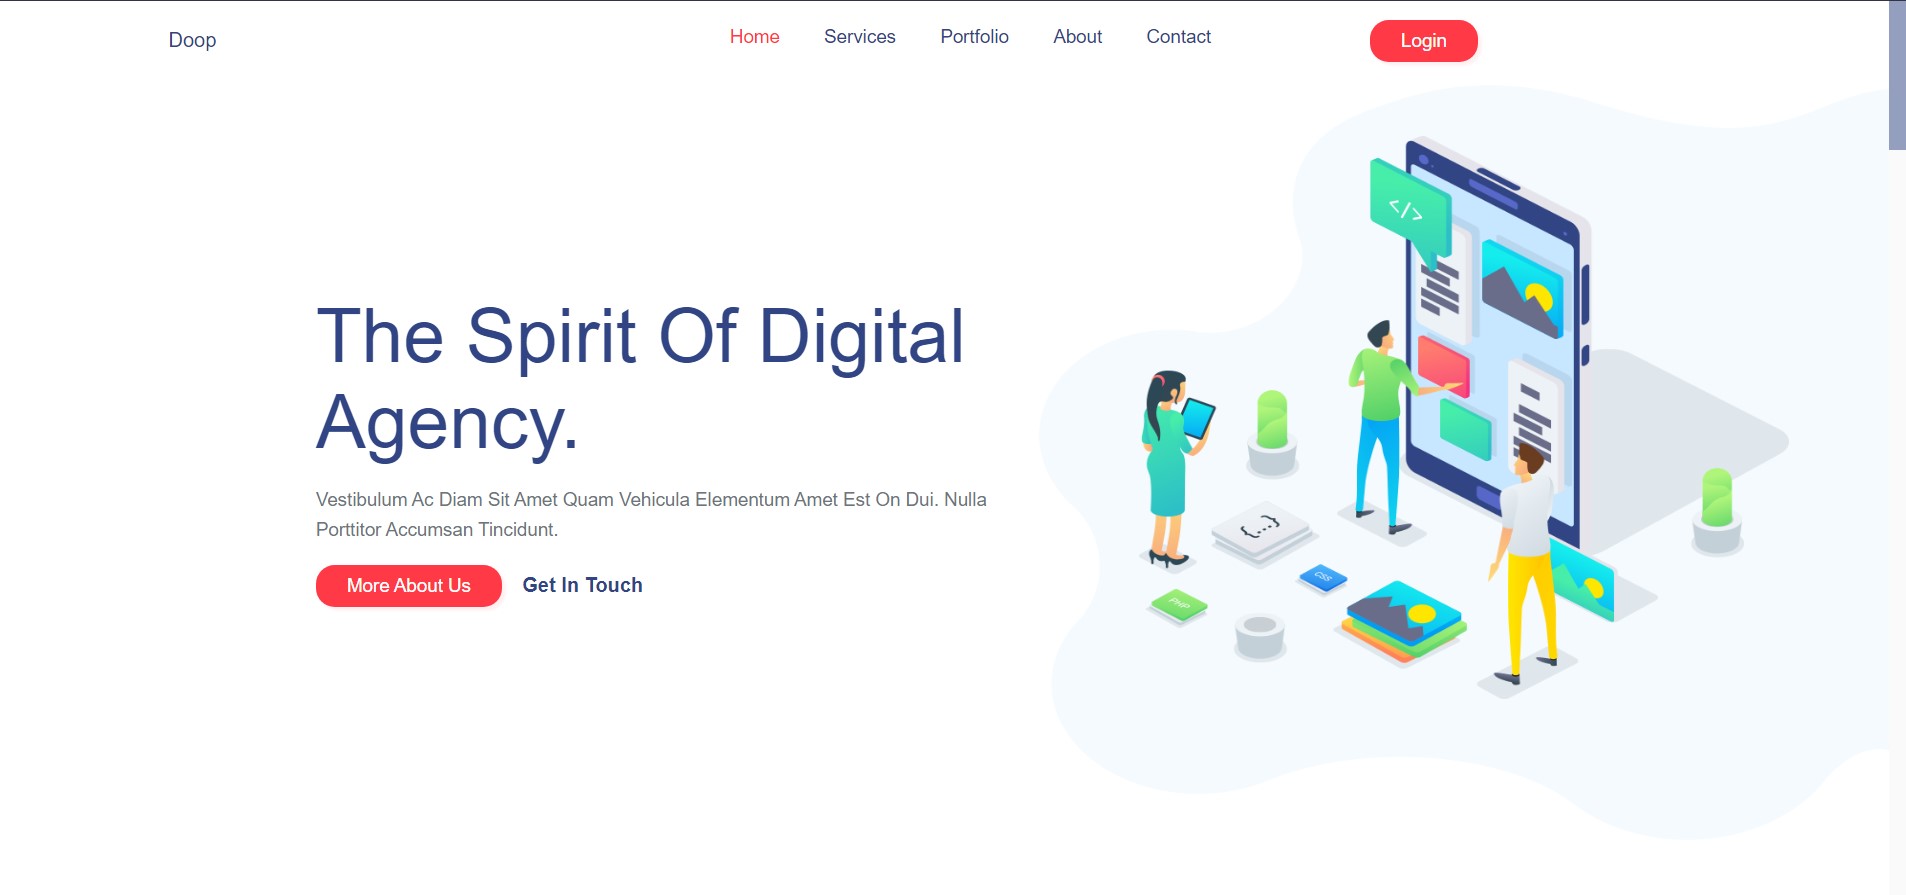 Doop
Home
Services
Portfolio
About
Contact
Login
The Spirit Of Digital
Agency.
Vestibulum Ac Diam Sit Amet Quam Vehicula Elementum Amet Est On Dui. Nulla
Porttitor Accumsan Tincidunt.
More About Us
Get In Touch
</>
{...}
CSS
PHP